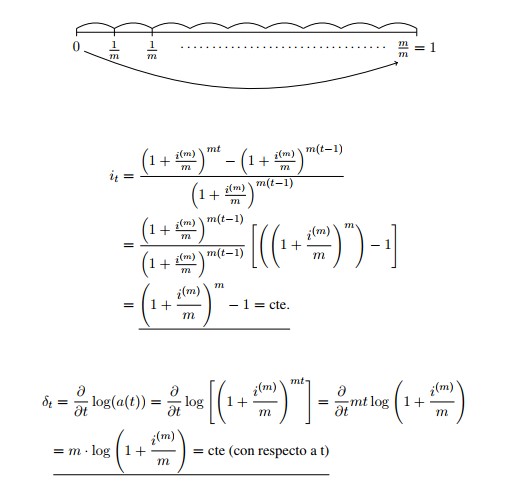 0 \frac{1}{m} \frac{1}{m} ........................................ \frac{m}{m} = 1
i_t = \frac{\left(1 + \frac{i^{(m)}}{m}\right)^{mt} - \left(1 + \frac{i^{(m)}}{m}\right)^{m(t-1)}}{\left(1 + \frac{i^{(m)}}{m}\right)^{m(t-1)}}
= \frac{\left(1 + \frac{i^{(m)}}{m}\right)^{m(t-1)}}{\left(1 + \frac{i^{(m)}}{m}\right)^{m(t-1)}} \left[\left(\left(1 + \frac{i^{(m)}}{m}\right)^{m}\right) - 1\right]
= \left(1 + \frac{i^{(m)}}{m}\right)^{m} - 1 = cte.
\delta_t = \frac{\partial}{\partial t} \log(a(t)) = \frac{\partial}{\partial t} \log \left[\left(1 + \frac{i^{(m)}}{m}\right)^{mt}\right] = \frac{\partial}{\partial t} mt \log \left(1 + \frac{i^{(m)}}{m}\right)
= m \cdot \log \left(1 + \frac{i^{(m)}}{m}\right) = cte (con respecto a t)